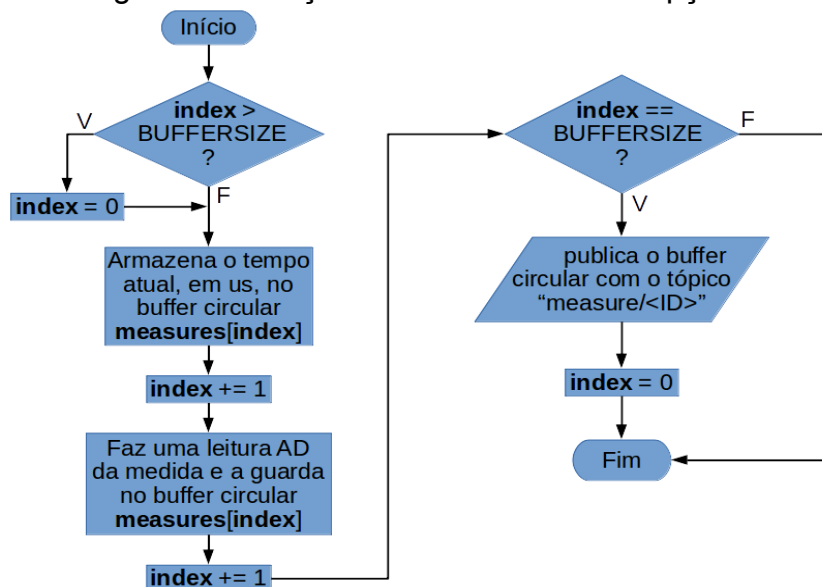 Início
index >
BUFFERSIZE
?
V
F
index = 0
Armazena o tempo
atual, em us, no
buffer circular
measures[index]
index += 1
Faz uma leitura AD
da medida e a guarda
no buffer circular
measures[index]
index += 1
index ==
BUFFERSIZE
?
F
V
publica o buffer
circular com o tópico
“measure/<ID>”
index = 0
Fim